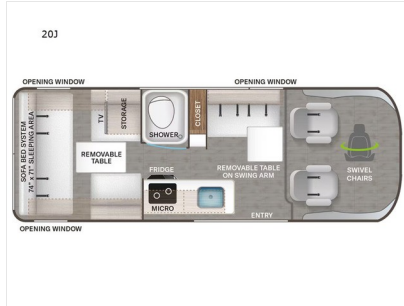 20J
OPENING WINDOW
OPENING WINDOW
SOFA BED SYSTEM
74" x 71" SLEEPING AREA
TV
STORAGE
SHOWER
CLOSET
REMOVABLE
TABLE
FRIDGE
REMOVABLE TABLE
ON SWING ARM
SWIVEL
CHAIRS
MICRO
ENTRY
OPENING WINDOW